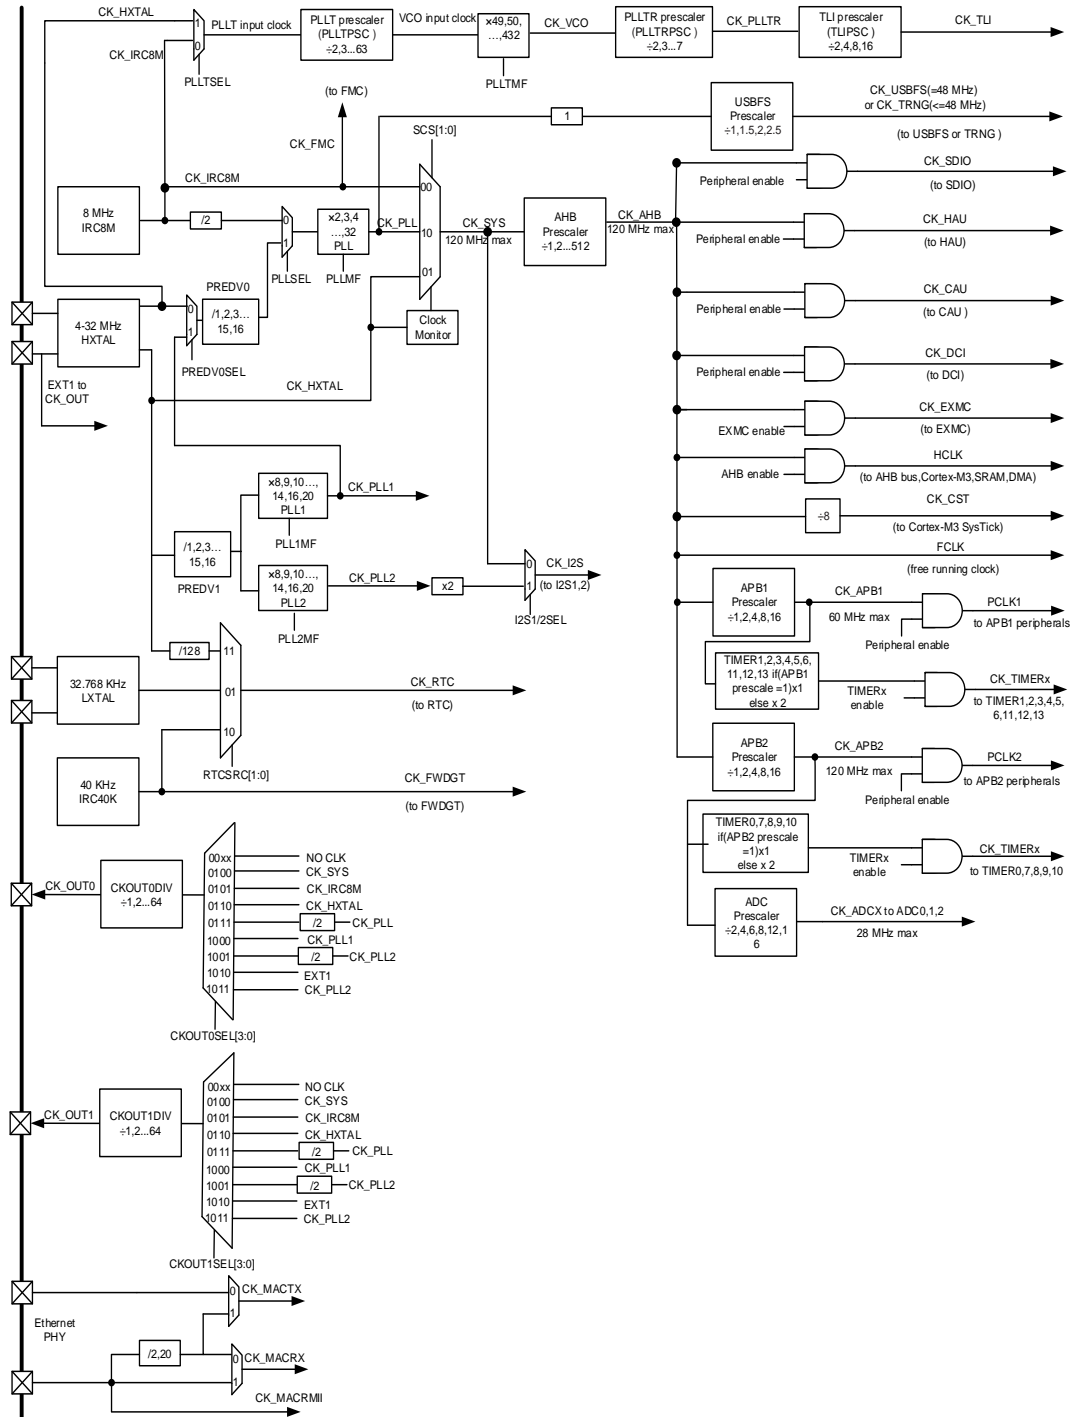 CK_HXTAL
1
0
CK_IRC8M
PLLTSEL
PLLT input clock
PLLT prescaler
(PLLTPSC )
÷2,3...63
VCO input clock
×49,50,
…,432
PLLTMF
CK_VCO
PLLTR prescaler
(PLLTRPSC )
÷2,3...7
CK_PLLTR
TLI prescaler
(TLIPSC )
÷2,4,8,16
CK_TLI
(to FMC)
CK_FMC
1
USBFS
Prescaler
÷1,1.5,2,2.5
CK_USBFS(=48 MHz)
or CK_TRNG(<=48 MHz)
(to USBFS or TRNG )
SCS[1:0]
CK_IRC8M
00
10
01
8 MHz
IRC8M
/2
0
1
PLLSEL
×2,3,4
…,32
PLL
PLLMF
CK_PLL
CK_SYS
120 MHz max
AHB
Prescaler
÷1,2...512
CK_AHB
120 MHz max
Peripheral enable
CK_SDIO
(to SDIO)
Peripheral enable
CK_HAU
(to HAU)
Peripheral enable
CK_CAU
(to CAU )
Peripheral enable
CK_DCI
(to DCI)
EXMC enable
CK_EXMC
(to EXMC)
AHB enable
HCLK
(to AHB bus,Cortex-M3,SRAM,DMA)
÷8
CK_CST
(to Cortex-M3 SysTick)
FCLK
(free running clock)
4-32 MHz
HXTAL
0
1
PREDV0
/1,2,3…
15,16
PREDV0SEL
Clock
Monitor
EXT1 to
CK_OUT
CK_HXTAL
×8,9,10…,
14,16,20
PLL1
PLL1MF
CK_PLL1
/1,2,3…
15,16
PREDV1
×8,9,10…,
14,16,20
PLL2
PLL2MF
CK_PLL2
x2
0
1
I2S1/2SEL
CK_I2S
(to I2S1,2)
APB1
Prescaler
÷1,2,4,8,16
CK_APB1
60 MHz max
Peripheral enable
PCLK1
to APB1 peripherals
TIMER1,2,3,4,5,6,
11,12,13 if(APB1
prescale =1)x1
else x 2
TIMERx
enable
CK_TIMERx
to TIMER1,2,3,4,5,
6,11,12,13
APB2
Prescaler
÷1,2,4,8,16
CK_APB2
120 MHz max
Peripheral enable
PCLK2
to APB2 peripherals
TIMER0,7,8,9,10
if(APB2 prescale
=1)x1
else x 2
TIMERx
enable
CK_TIMERx
to TIMER0,7,8,9,10
ADC
Prescaler
÷2,4,6,8,12,1
6
CK_ADCX to ADC0,1,2
28 MHz max
/128
11
01
10
32.768 KHz
LXTAL
CK_RTC
(to RTC)
RTCSRC[1:0]
40 KHz
IRC40K
CK_FWDGT
(to FWDGT)
CK_OUT0
CKOUT0DIV
÷1,2...64
00xx
NO CLK
0100
CK_SYS
0101
CK_IRC8M
0110
CK_HXTAL
0111
/2
CK_PLL
1000
CK_PLL1
1001
/2
CK_PLL2
1010
EXT1
1011
CK_PLL2
CKOUT0SEL[3:0]
CK_OUT1
CKOUT1DIV
÷1,2...64
00xx
NO CLK
0100
CK_SYS
0101
CK_IRC8M
0110
CK_HXTAL
0111
/2
CK_PLL
1000
CK_PLL1
1001
/2
CK_PLL2
1010
EXT1
1011
CK_PLL2
CKOUT1SEL[3:0]
0
1
CK_MACTX
Ethernet
PHY
/2,20
0
1
CK_MACRX
CK_MACRMII